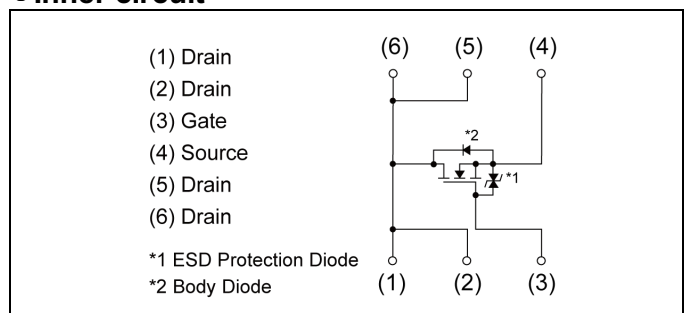 Inner circuit
(1) Drain
(2) Drain
(3) Gate
(4) Source
(5) Drain
(6) Drain
*1 ESD Protection Diode
*2 Body Diode
(6) (5) (4)
*2
*1
(1) (2) (3)